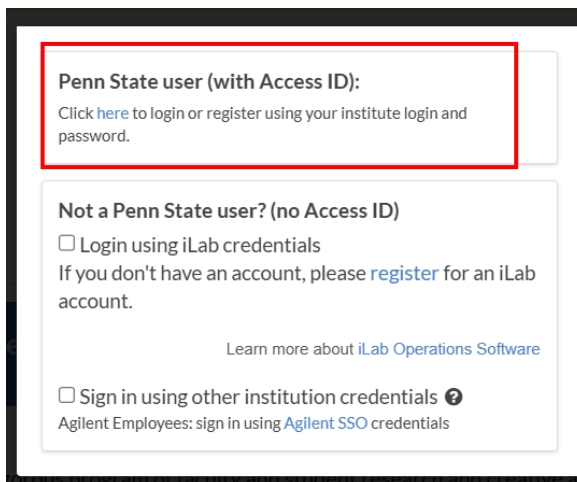 Penn State user (with Access ID):
Click here to login or register using your institute login and
password.
Not a Penn State user? (no Access ID)
Login using iLab credentials
If you don't have an account, please register for an iLab
account.
Learn more about iLab Operations Software
Sign in using other institution credentials ?
Agilent Employees: sign in using Agilent SSO credentials